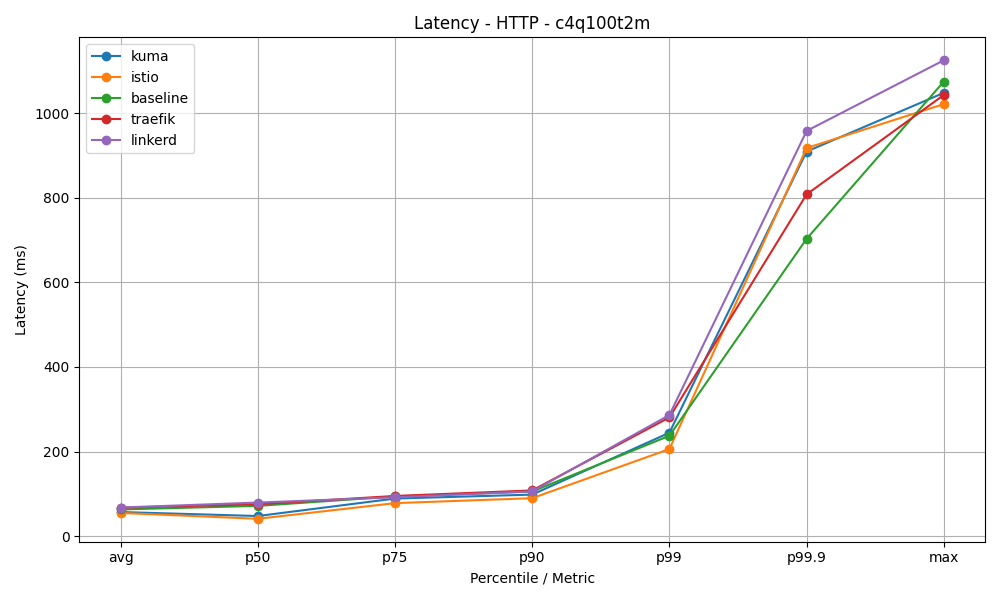 Latency - HTTP - c4q100t2m
kuma
istio
baseline
traefik
linkerd
1000
800
600
400
200
0
Latency (ms)
avg p50 p75 p90 p99 p99.9 max
Percentile / Metric